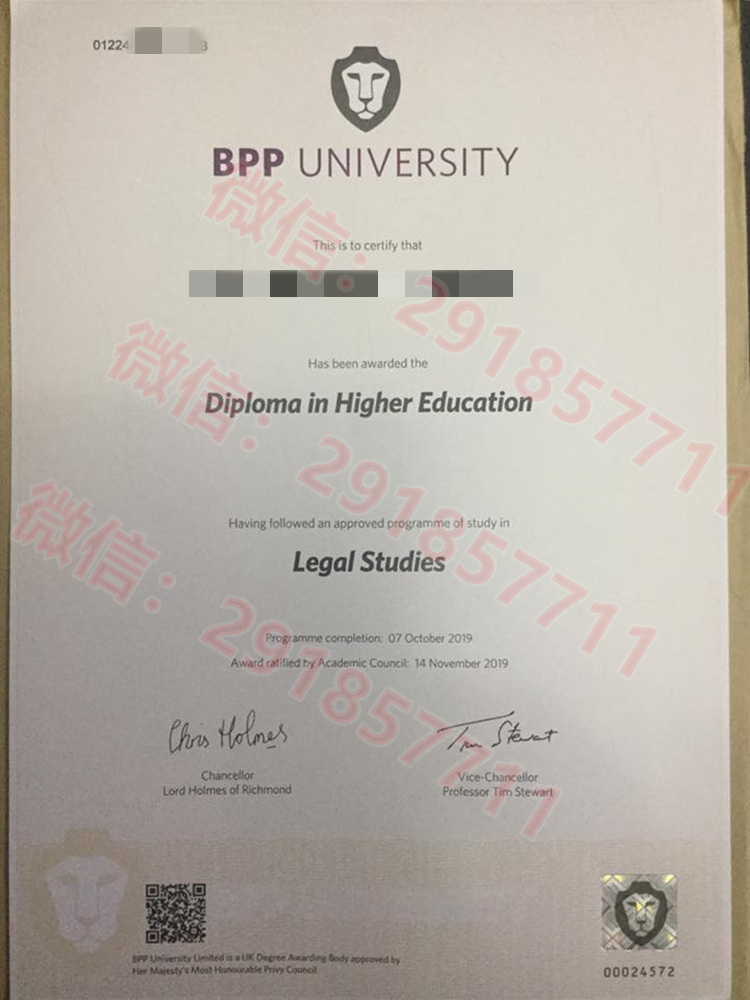 01224
BPP UNIVERSITY
This is to certify that
Has been awarded the
Diploma in Higher Education
Having followed an approved programme of study in
Legal Studies
Programme completion: 07 October 2019
Award ratified by Academic Council: 14 November 2019
Chris Holmes
Tim Stewart
Chancellor
Lord Holmes of Richmond
Vice-Chancellor
Professor Tim Stewart
BPP University Limited is a UK Degree Awarding Body approved by
Her Majesty's Most Honourable Privy Council
00024572
微信：291857711
微信：291857711
微信：291857711